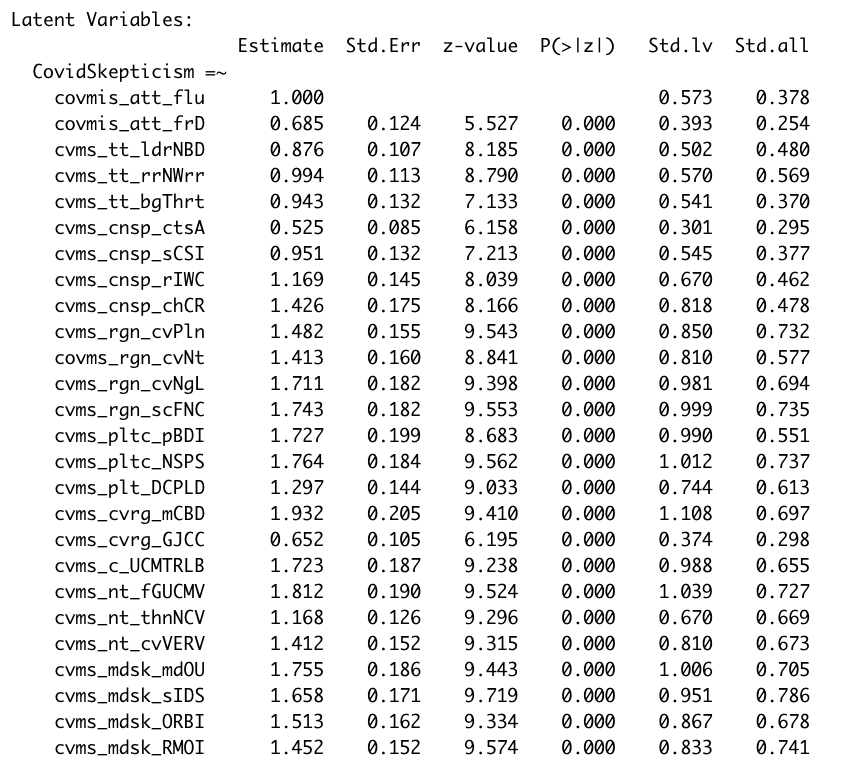 Latent Variables:
Estimate Std.Err z-value P(>|z|) Std.lv Std.all
CovidSkepticism =~
covmis_att_flu 1.000 0.573 0.378
covmis_att_frD 0.685 0.124 5.527 0.000 0.393 0.254
cvms_tt_ldrNBD 0.876 0.107 8.185 0.000 0.502 0.480
cvms_tt_rrNWrr 0.994 0.113 8.790 0.000 0.570 0.569
cvms_tt_bgThrt 0.943 0.132 7.133 0.000 0.541 0.370
cvms_cnsp_ctsA 0.525 0.085 6.158 0.000 0.301 0.295
cvms_cnsp_sCSI 0.951 0.132 7.213 0.000 0.545 0.377
cvms_cnsp_rIWC 1.169 0.145 8.039 0.000 0.670 0.462
cvms_cnsp_chCR 1.426 0.175 8.166 0.000 0.818 0.478
cvms_rgn_cvPln 1.482 0.155 9.543 0.000 0.850 0.732
covms_rgn_cvNt 1.413 0.160 8.841 0.000 0.810 0.577
cvms_rgn_cvNgL 1.711 0.182 9.398 0.000 0.981 0.694
cvms_rgn_scFNC 1.743 0.182 9.553 0.000 0.999 0.735
cvms_pltc_pBDI 1.727 0.199 8.683 0.000 0.990 0.551
cvms_pltc_NSPS 1.764 0.184 9.562 0.000 1.012 0.737
cvms_plt_DCPLD 1.297 0.144 9.033 0.000 0.744 0.613
cvms_cvrg_mCBD 1.932 0.205 9.410 0.000 1.108 0.697
cvms_cvrg_GJCC 0.652 0.105 6.195 0.000 0.374 0.298
cvms_c_UCMTRLB 1.723 0.187 9.238 0.000 0.988 0.655
cvms_nt_fGUCMV 1.812 0.190 9.524 0.000 1.039 0.727
cvms_nt_thnNCV 1.168 0.126 9.296 0.000 0.670 0.669
cvms_nt_cvVERV 1.412 0.152 9.315 0.000 0.810 0.673
cvms_mdsk_mdOU 1.755 0.186 9.443 0.000 1.006 0.705
cvms_mdsk_sIDS 1.658 0.171 9.719 0.000 0.951 0.786
cvms_mdsk_ORBI 1.513 0.162 9.334 0.000 0.867 0.678
cvms_mdsk_RMOI 1.452 0.152 9.574 0.000 0.833 0.741